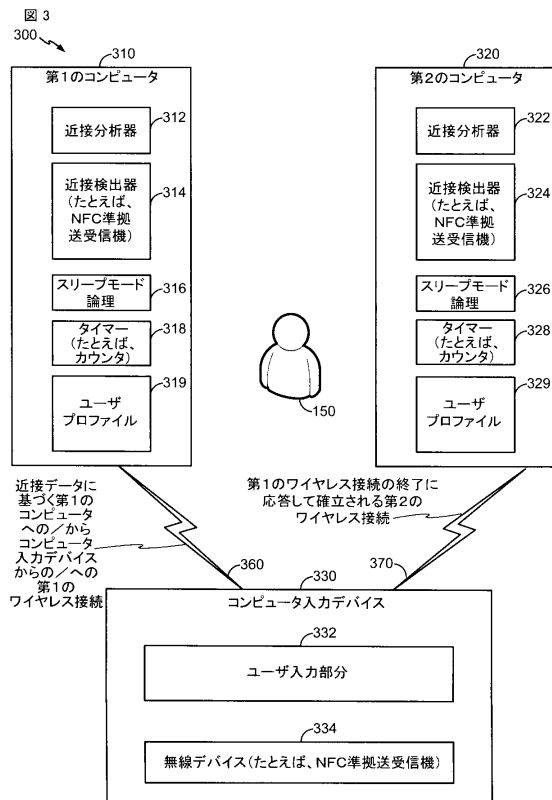 図 3
300
310
第1のコンピュータ
312
近接分析器
314
近接検出器
(たとえば、
NFC準拠
送受信機)
316
スリープモード
論理
318
タイマー
(たとえば、
カウンタ)
319
ユーザ
プロファイル
320
第2のコンピュータ
322
近接分析器
324
近接検出器
(たとえば、
NFC準拠
送受信機)
326
スリープモード
論理
328
タイマー
(たとえば、
カウンタ)
329
ユーザ
プロファイル
150
近接データに
基づく第1の
コンピュータ
への/から
コンピュータ
入力デバイス
からの/への
第1の
ワイヤレス接続
360
第1のワイヤレス接続の終了に
応答して確立される第2の
ワイヤレス接続
370
330
コンピュータ入力デバイス
332
ユーザ入力部分
334
無線デバイス(たとえば、NFC準拠送受信機)